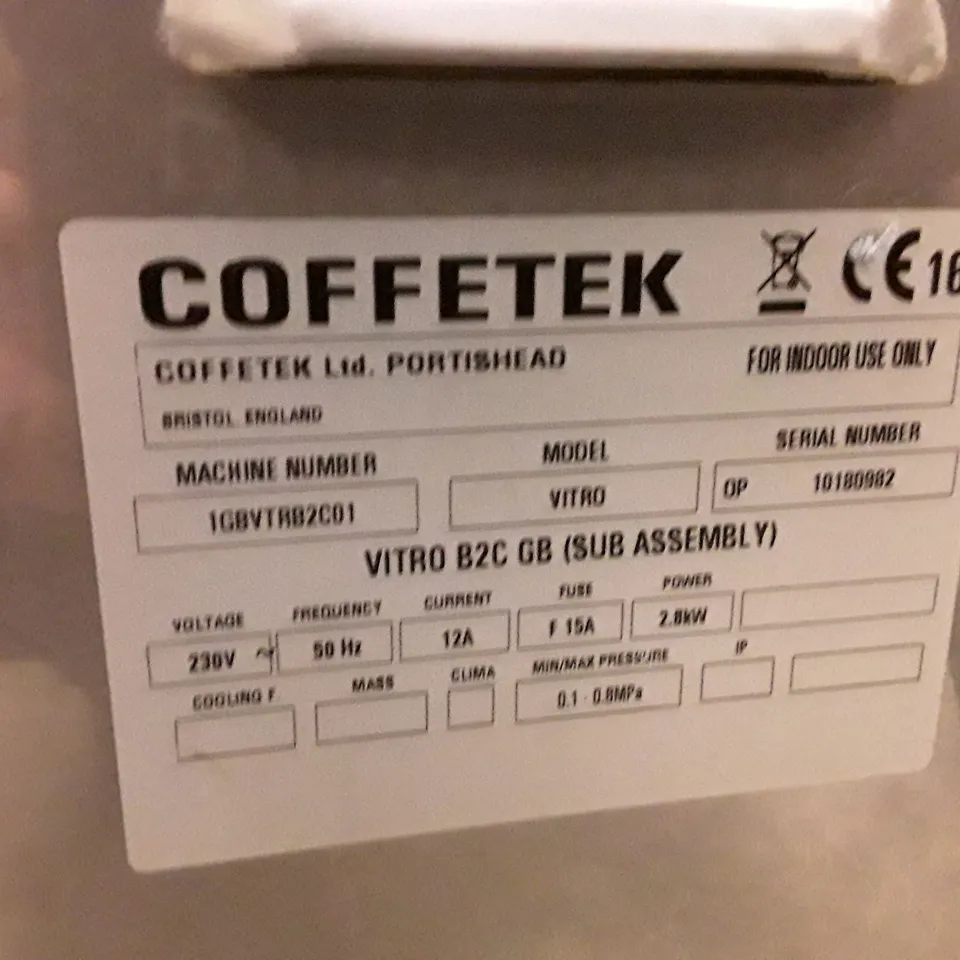 COFFETEK CE 16
COFFETEK Ltd. PORTISHEAD FOR INDOOR USE ONLY
BRISTOL ENGLAND
MACHINE NUMBER MODEL SERIAL NUMBER
1GBVTRB2C01 VITRO OP 10180982
VITRO B2C GB (SUB ASSEMBLY)
VOLTAGE FREQUENCY CURRENT FUSE POWER
230V ~ 50 Hz 12A F 15A 2.8kW
COOLING F. MASS CLIMA MIN/MAX PRESSURE IP
0.1 - 0.8MPa